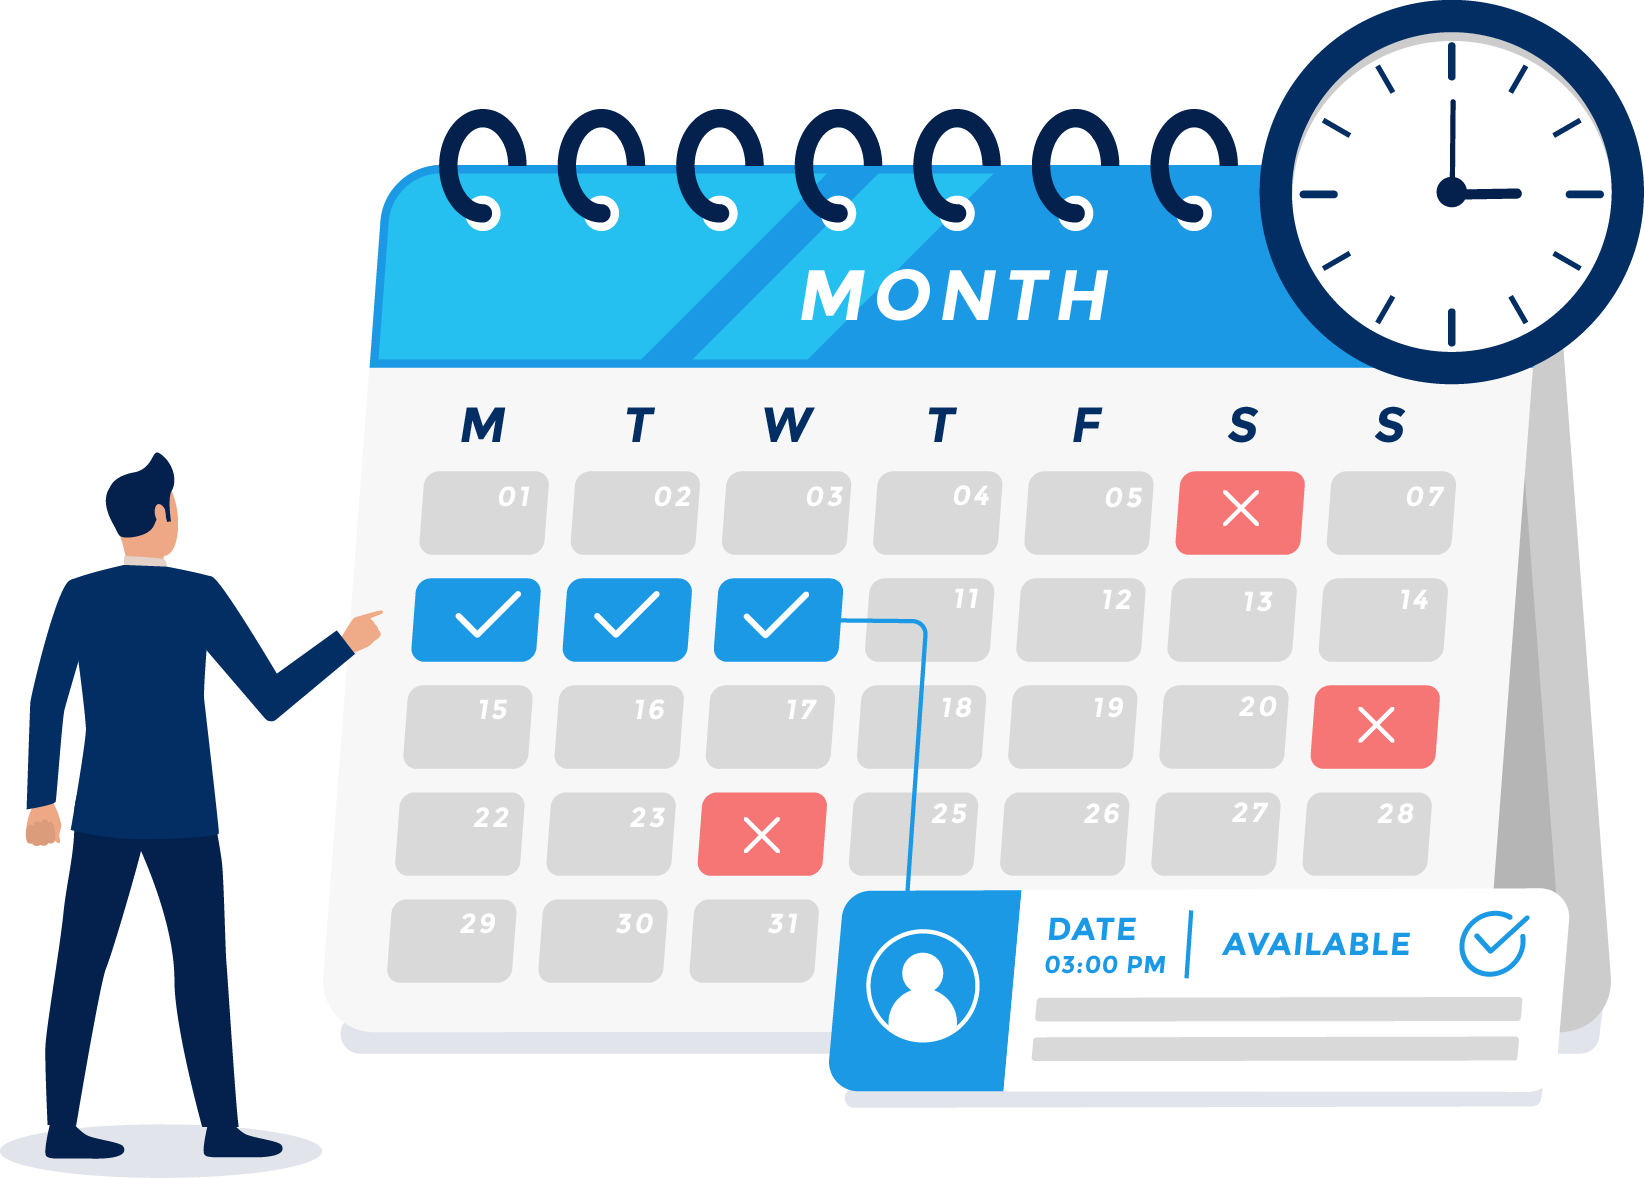 MONTH
M T W T F S S
01 02 03 04 05 07
11 12 13 14
15 16 17 18 19 20
22 23 25 26 27 28
29 30 31
DATE
03:00 PM
AVAILABLE